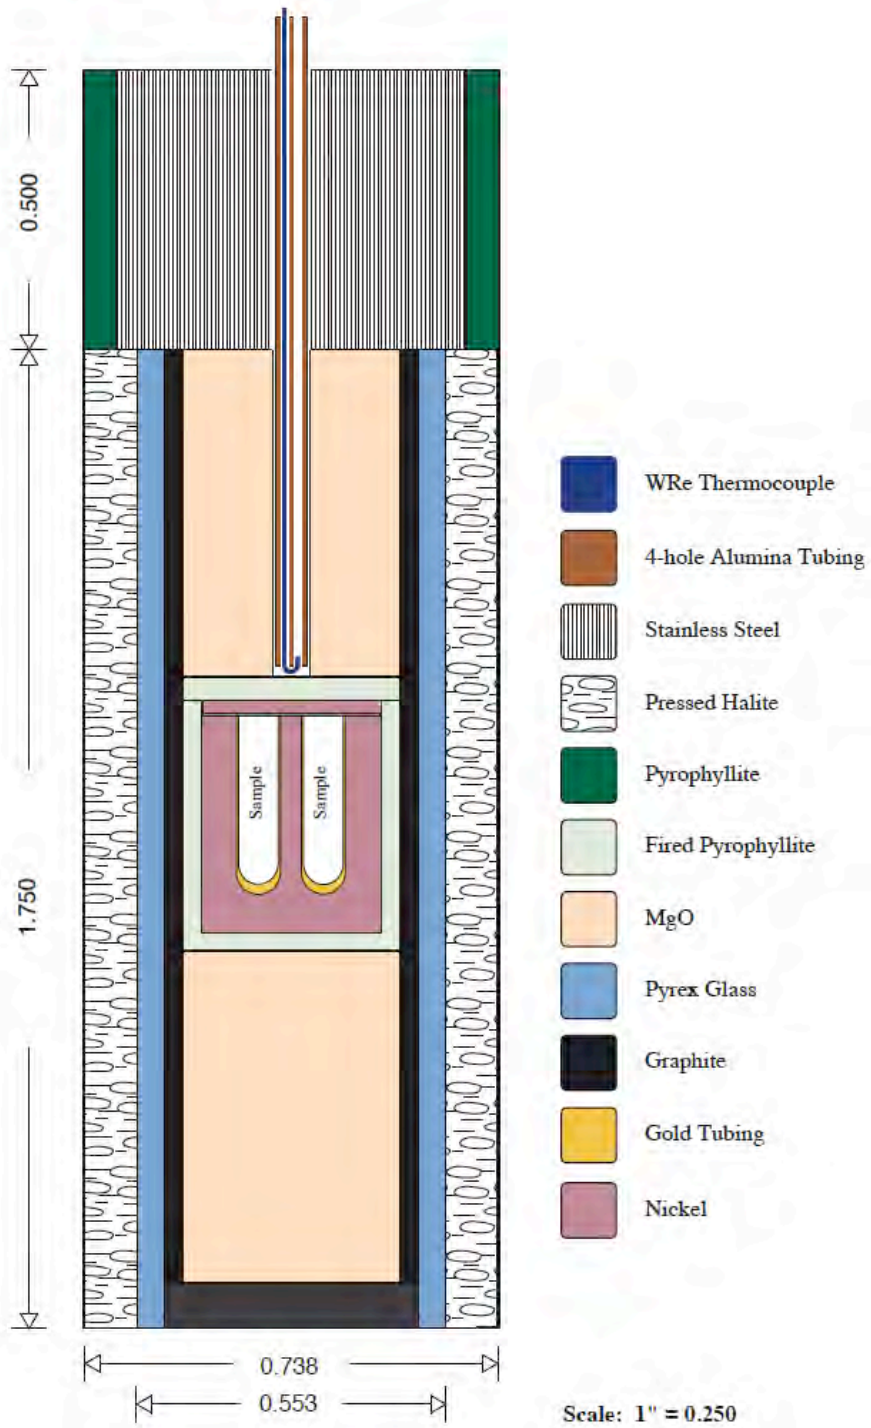 0.500
1.750
Sample
Sample
WRe Thermocouple
4-hole Alumina Tubing
Stainless Steel
Pressed Halite
Pyrophyllite
Fired Pyrophyllite
MgO
Pyrex Glass
Graphite
Gold Tubing
Nickel
0.738
0.553
Scale: 1" = 0.250